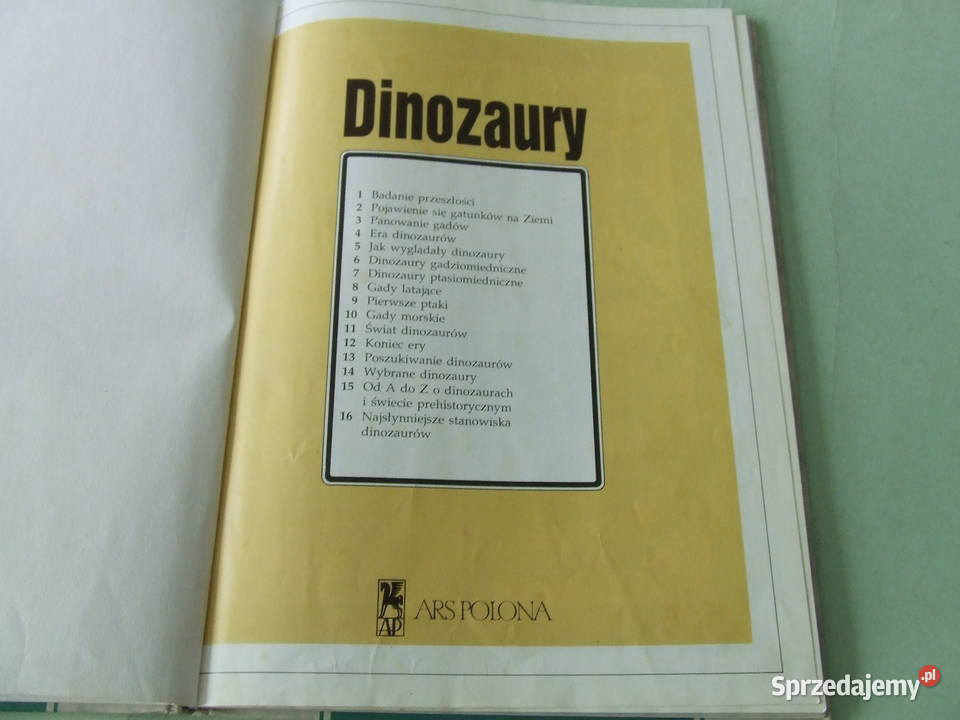 Dinozaury
1 Badanie przeszłości
2 Pojawienie się gatunków na Ziemi
3 Panowanie gadów
4 Era dinozaurów
5 Jak wyglądały dinozaury
6 Dinozaury gadziomiedniczne
7 Dinozaury ptasiomiedniczne
8 Gady latające
9 Pierwsze ptaki
10 Gady morskie
11 Świat dinozaurów
12 Koniec ery
13 Poszukiwanie dinozaurów
14 Wybrane dinozaury
15 Od A do Z o dinozaurach
i świecie prehistorycznym
16 Najsłynniejsze stanowiska
dinozaurów
AP ARS POLONA
Sprzedajemy.pl